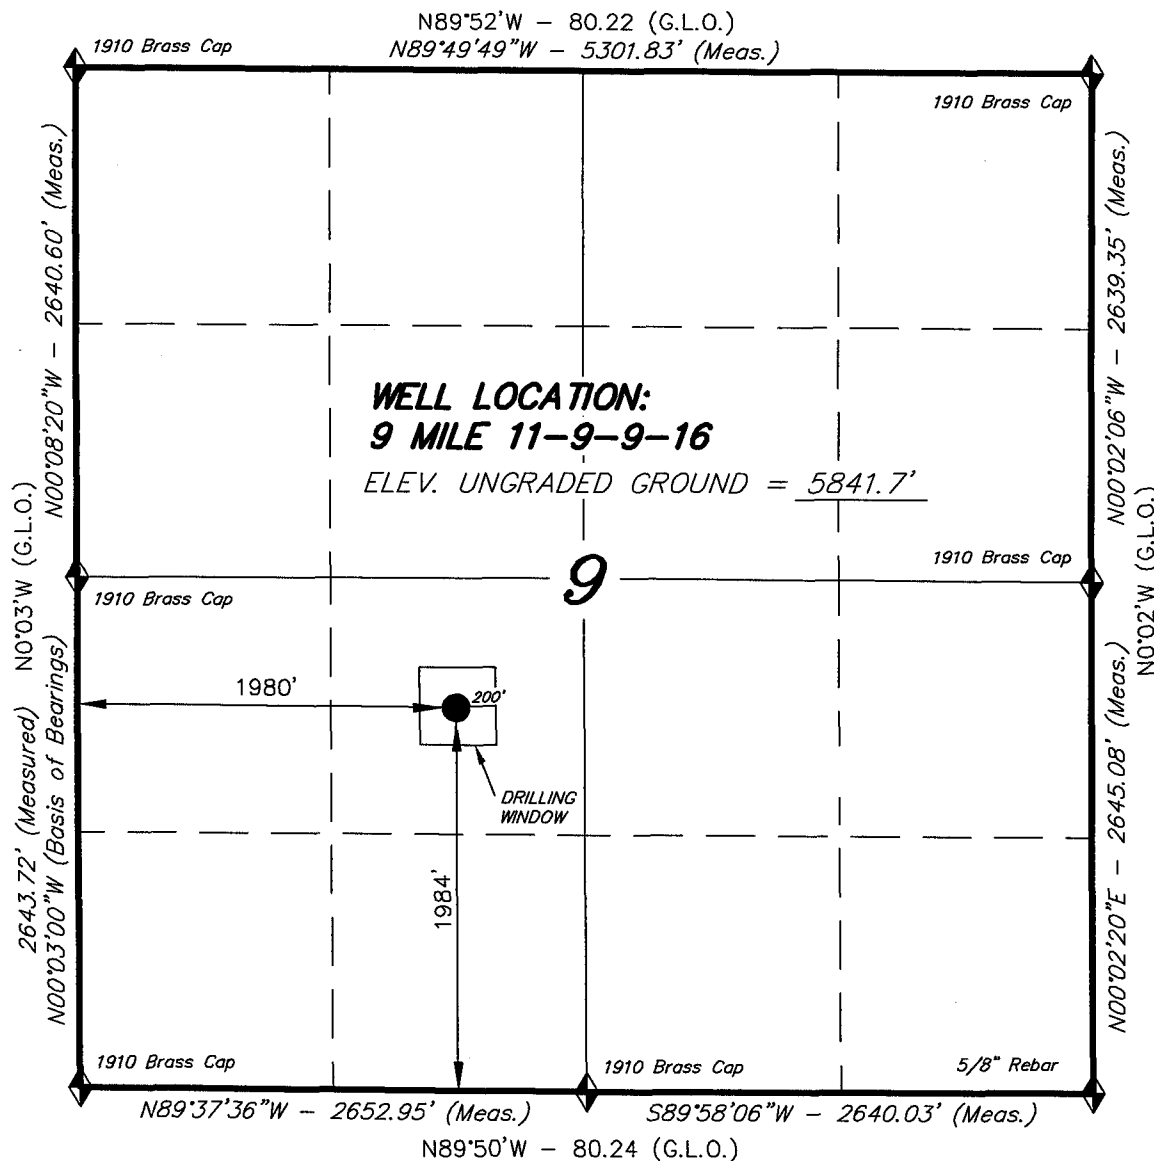 N89°52'W – 80.22 (G.L.O.)
N89°49'49"W – 5301.83' (Meas.)
1910 Brass Cap
1910 Brass Cap
N00°08'20"W – 2640.60' (Meas.)
N00°02'06"W – 2639.35' (Meas.)
WELL LOCATION:
9 MILE 11–9–9–16
ELEV. UNGRADED GROUND = 5841.7'
N0°03'W (G.L.O.)
N0°02'W (G.L.O.)
1910 Brass Cap
9
1910 Brass Cap
2643.72' (Measured)
N00°03'00"W (Basis of Bearings)
N00°02'20"E – 2645.08' (Meas.)
1980'
200'
DRILLING
WINDOW
1984'
1910 Brass Cap
1910 Brass Cap
5/8" Rebar
N89°37'36"W – 2652.95' (Meas.)
S89°58'06"W – 2640.03' (Meas.)
N89°50'W – 80.24 (G.L.O.)